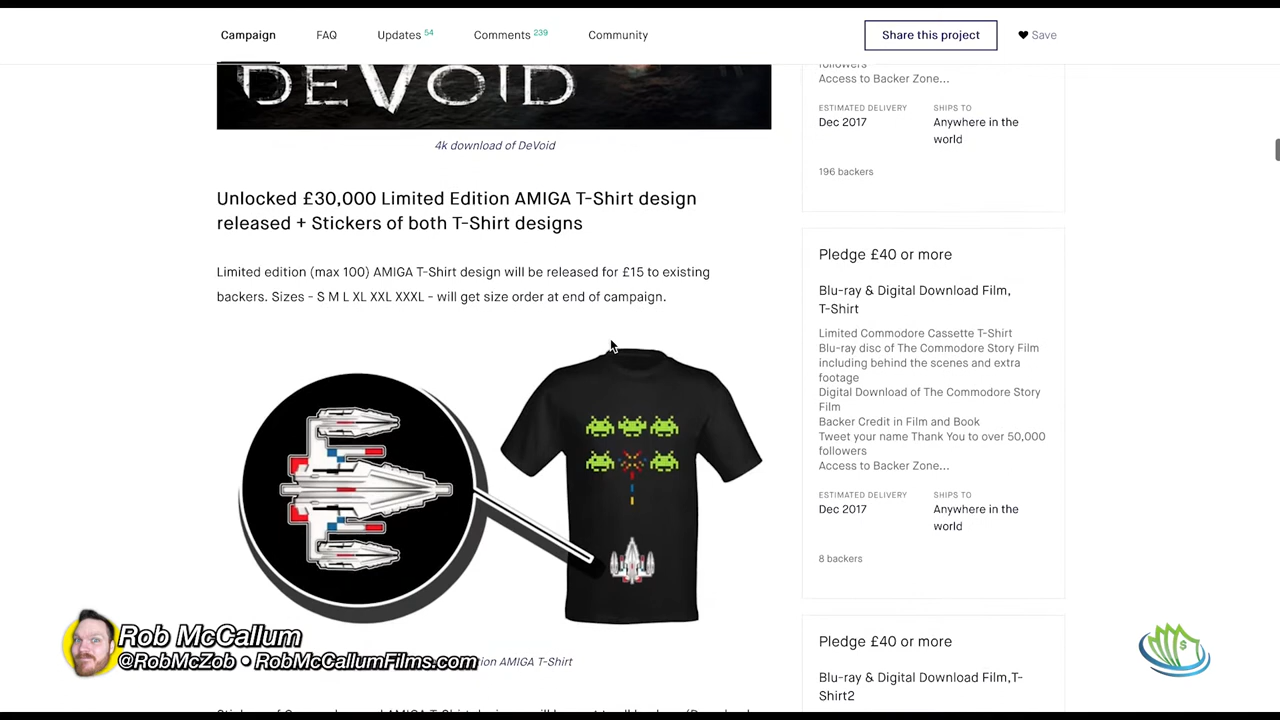 Campaign FAQ Updates 54 Comments 239 Community Share this project Save
DEVOID
4k download of DeVoid
Unlocked £30,000 Limited Edition AMIGA T-Shirt design
released + Stickers of both T-Shirt designs
Limited edition (max 100) AMIGA T-Shirt design will be released for £15 to existing
backers. Sizes - S M L XL XXL XXXL - will get size order at end of campaign.
ition AMIGA T-Shirt
followers
Access to Backer Zone...
ESTIMATED DELIVERY
Dec 2017
SHIPS TO
Anywhere in the
world
196 backers
Pledge £40 or more
Blu-ray & Digital Download Film,
T-Shirt
Limited Commodore Cassette T-Shirt
Blu-ray disc of The Commodore Story Film
including behind the scenes and extra
footage
Digital Download of The Commodore Story
Film
Backer Credit in Film and Book
Tweet your name Thank You to over 50,000
followers
Access to Backer Zone...
ESTIMATED DELIVERY
Dec 2017
SHIPS TO
Anywhere in the
world
8 backers
Pledge £40 or more
Blu-ray & Digital Download Film,T-
Shirt2
Rob McCallum
@RobMcZob • RobMcCallumFilms.com
$